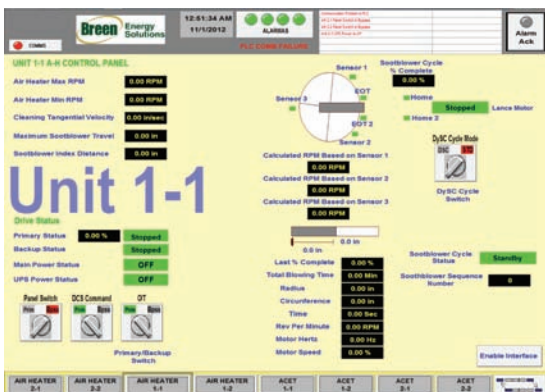 Breen Energy Solutions
12:51:34 AM
11/1/2012
ALARMAS
PLC COMM FAILURE
Alarm Ack
COMMS
UNIT 1-1 A-H CONTROL PANEL
Air Heater Max RPM 0.00 RPM
Air Heater Min RPM 0.00 RPM
Cleaning Tangential Velocity 0.00 in/sec
Maximum Sootblower Travel 0.00 in
Sootblower Index Distance 0.00 in
Unit 1-1
Drive Status
Primary Status 0.00 % Stopped
Backup Status Stopped
Main Power Status OFF
UPS Power Status OFF
Panel Switch DCS Command OT
Primary/Backup
Switch
Sensor 1
Sensor 3
EOT
EOT 2
Sensor 2
Calculated RPM Based on Sensor 1
0.00 RPM
Calculated RPM Based on Sensor 2
0.00 RPM
Calculated RPM Based on Sensor 3
0.00 RPM
0.0 in
0.0 in
Last % Complete 0.00 %
Total Blowing Time 0.00 Min
Radius 0.00 in
Circunference 0.00 in
Time 0.00 Sec
Rev Per Minute 0.00 RPM
Motor Hertz 0.00 Hz
Motor Speed 0.00 %
Sootblower Cycle
% Complete
0.00 %
Home
Stopped Lance Motor
Home 2
DySC Cycle Mode
DySC Cycle
Switch
Sootblower Cycle
Status
Standby
Soothblower Sequence
Number
0
Enable Interface
AIR HEATER 2-1
AIR HEATER 2-2
AIR HEATER 1-1
AIR HEATER 1-2
ACET 1-1
ACET 1-2
ACET 2-1
ACET 2-2